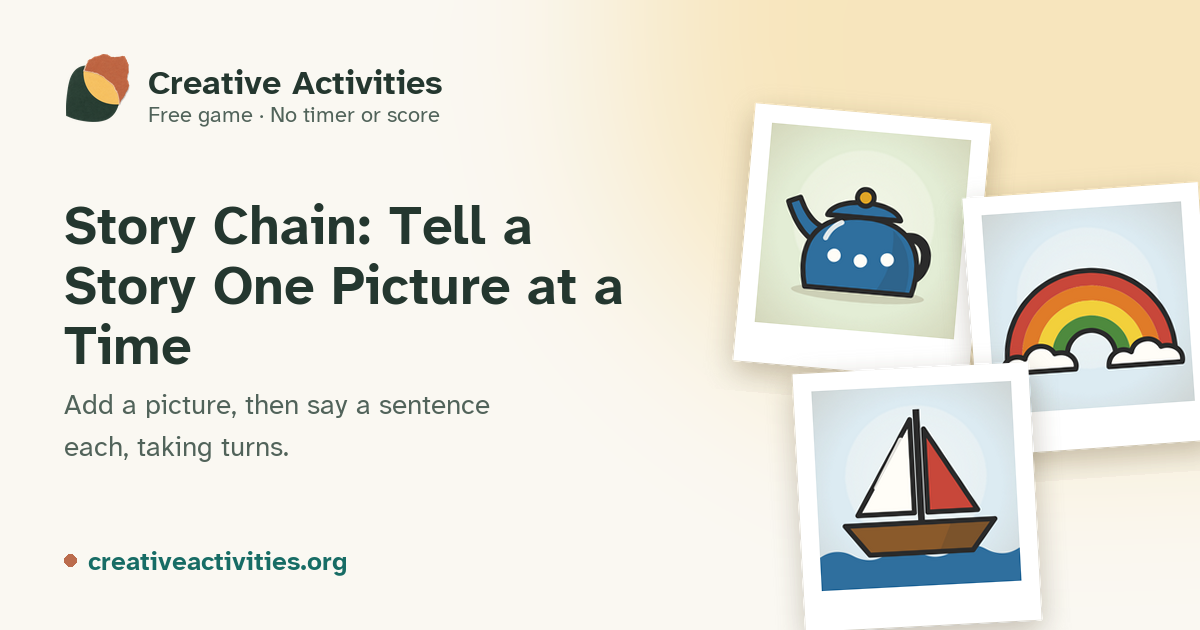 Creative Activities
Free game · No timer or score
Story Chain: Tell a
Story One Picture at a
Time
Add a picture, then say a sentence
each, taking turns.
creativeactivities.org